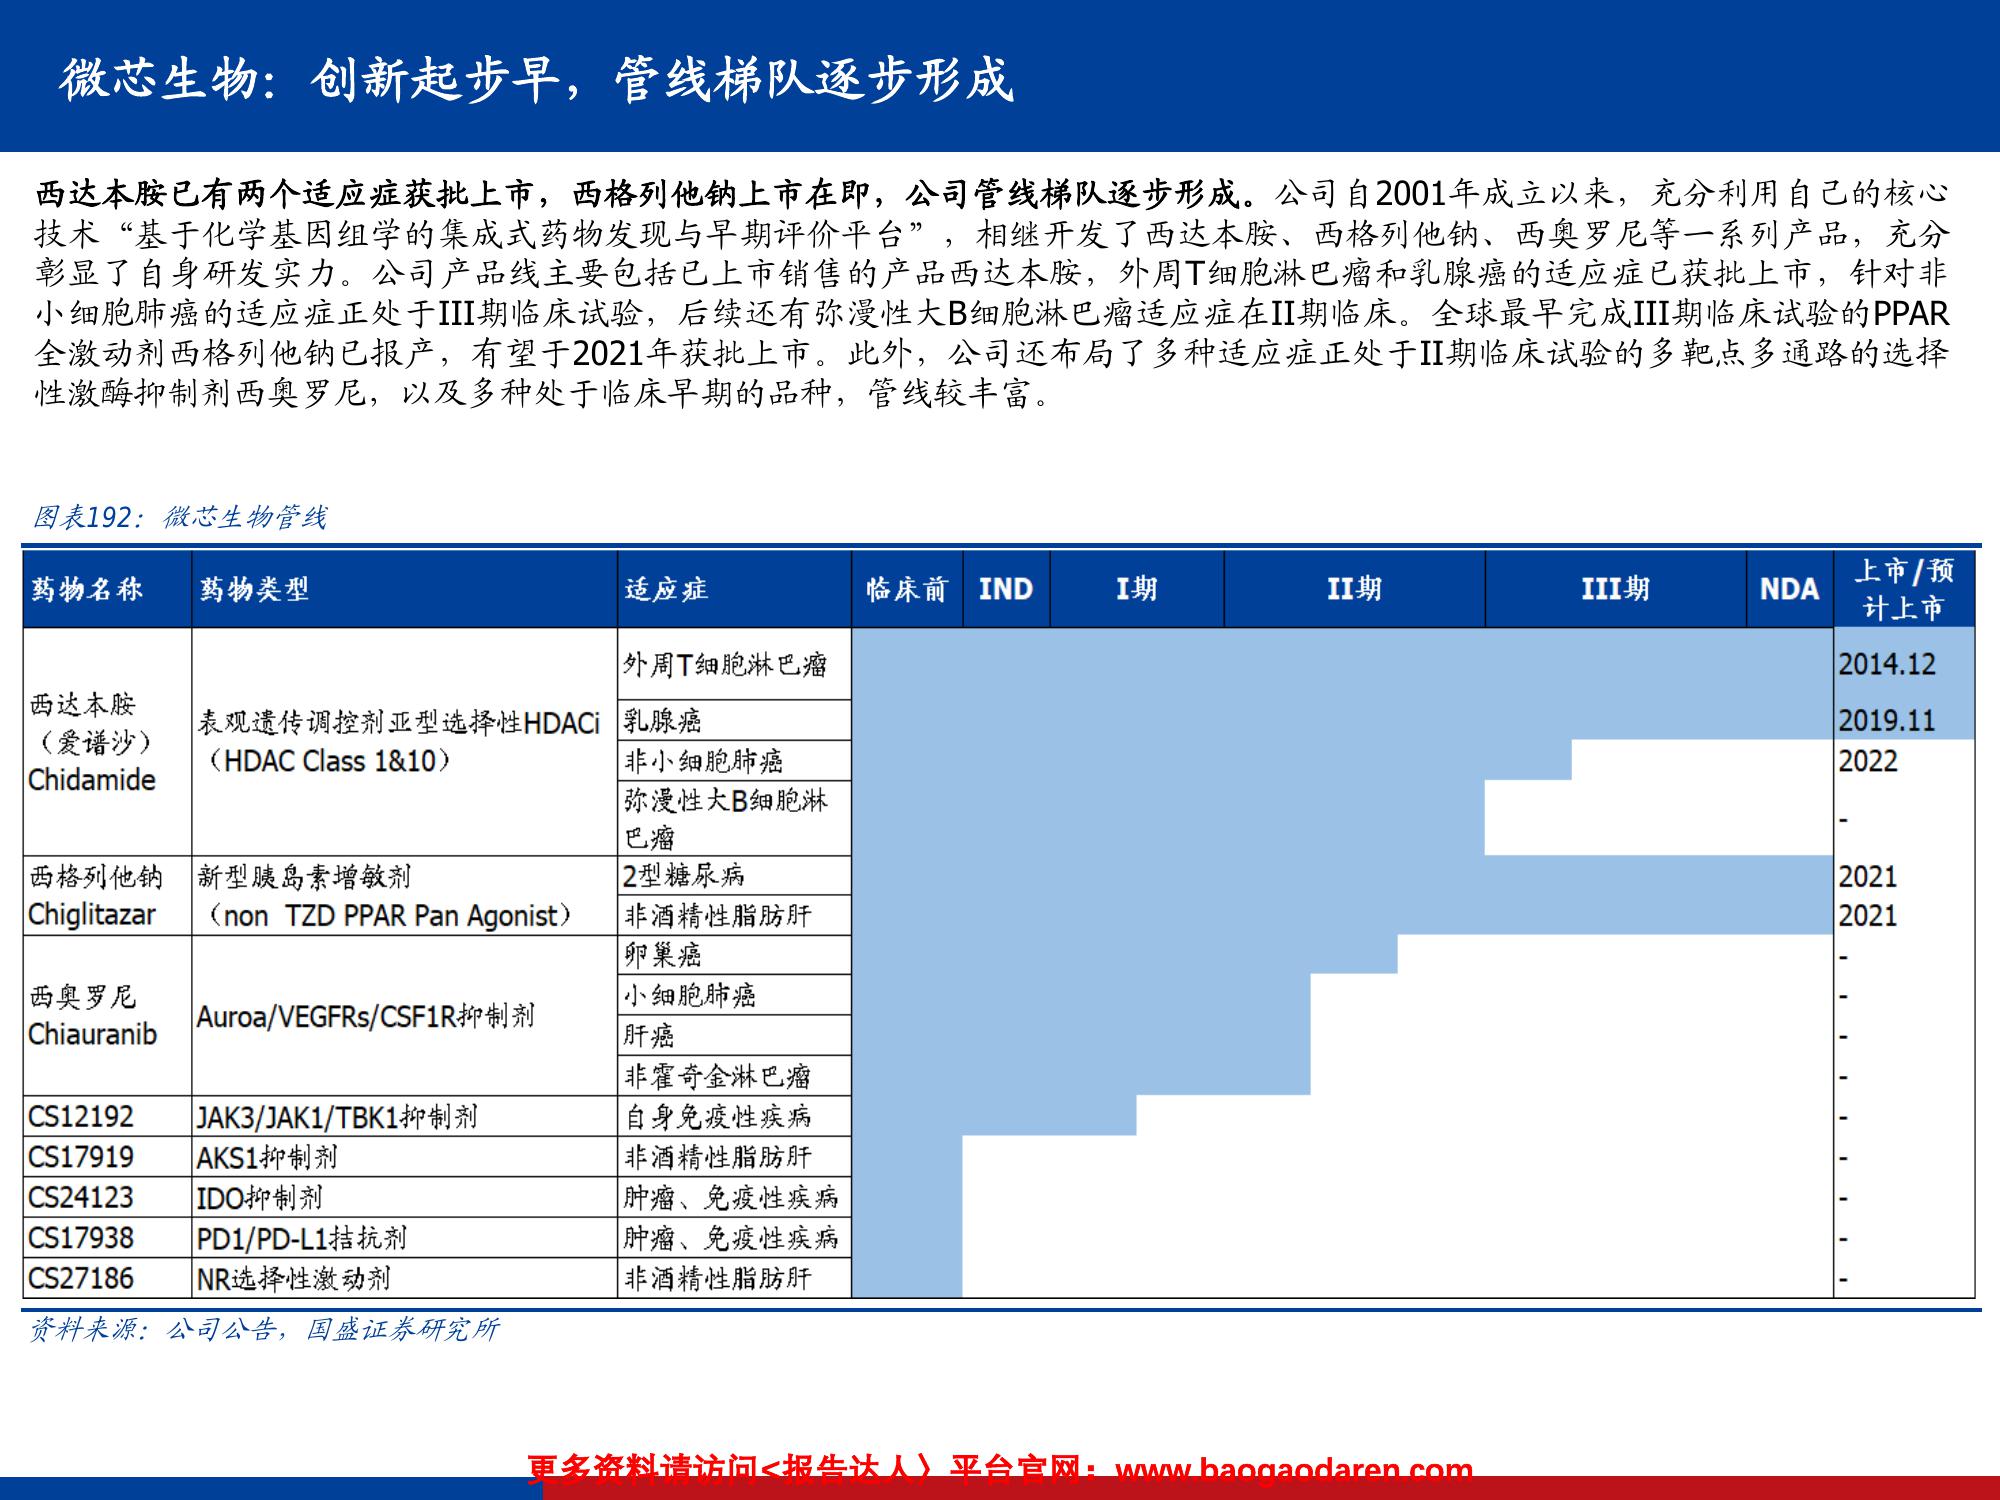 微芯生物：创新起步早，管线梯队逐步形成
西达本胺已有两个适应症获批上市，西格列他钠上市在即，公司管线梯队逐步形成。公司自2001年成立以来，充分利用自己的核心
技术“基于化学基因组学的集成式药物发现与早期评价平台”，相继开发了西达本胺、西格列他钠、西奥罗尼等一系列产品，充分
彰显了自身研发实力。公司产品线主要包括已上市销售的产品西达本胺，外周T细胞淋巴瘤和乳腺癌的适应症已获批上市，针对非
小细胞肺癌的适应症正处于III期临床试验，后续还有弥漫性大B细胞淋巴瘤适应症在II期临床。全球最早完成III期临床试验的PPAR
全激动剂西格列他钠已报产，有望于2021年获批上市。此外，公司还布局了多种适应症正处于II期临床试验的多靶点多通路的选择
性激酶抑制剂西奥罗尼，以及多种处于临床早期的品种，管线较丰富。
图表192：微芯生物管线
药物名称 药物类型 适应症 临床前 IND I期 II期 III期 NDA 上市/预
计上市
西达本胺
（爱谱沙）
Chidamide
表观遗传调控剂亚型选择性HDACi
（HDAC Class 1&10）
外周T细胞淋巴瘤 2014.12
乳腺癌 2019.11
非小细胞肺癌 2022
弥漫性大B细胞淋
巴瘤 -
西格列他钠
Chiglitazar
新型胰岛素增敏剂
（non TZD PPAR Pan Agonist）
2型糖尿病 2021
非酒精性脂肪肝 2021
西奥罗尼
Chiauranib
Auroa/VEGFRs/CSF1R抑制剂
卵巢癌 -
小细胞肺癌 -
肝癌 -
非霍奇金淋巴瘤 -
CS12192 JAK3/JAK1/TBK1抑制剂 自身免疫性疾病 -
CS17919 AKS1抑制剂 非酒精性脂肪肝 -
CS24123 IDO抑制剂 肿瘤、免疫性疾病 -
CS17938 PD1/PD-L1拮抗剂 肿瘤、免疫性疾病 -
CS27186 NR选择性激动剂 非酒精性脂肪肝 -
资料来源：公司公告，国盛证券研究所
更多资料请访问<报告达人〉平台官网：www.baogaodaren.com